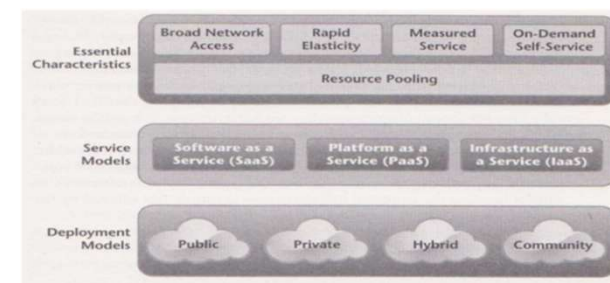 Essential
Characteristics
Broad Network
Access
Rapid
Elasticity
Measured
Service
On-Demand
Self-Service
Resource Pooling
Service
Models
Software as a
Service (SaaS)
Platform as a
Service (PaaS)
Infrastructure as
a Service (IaaS)
Deployment
Models
Public
Private
Hybrid
Community